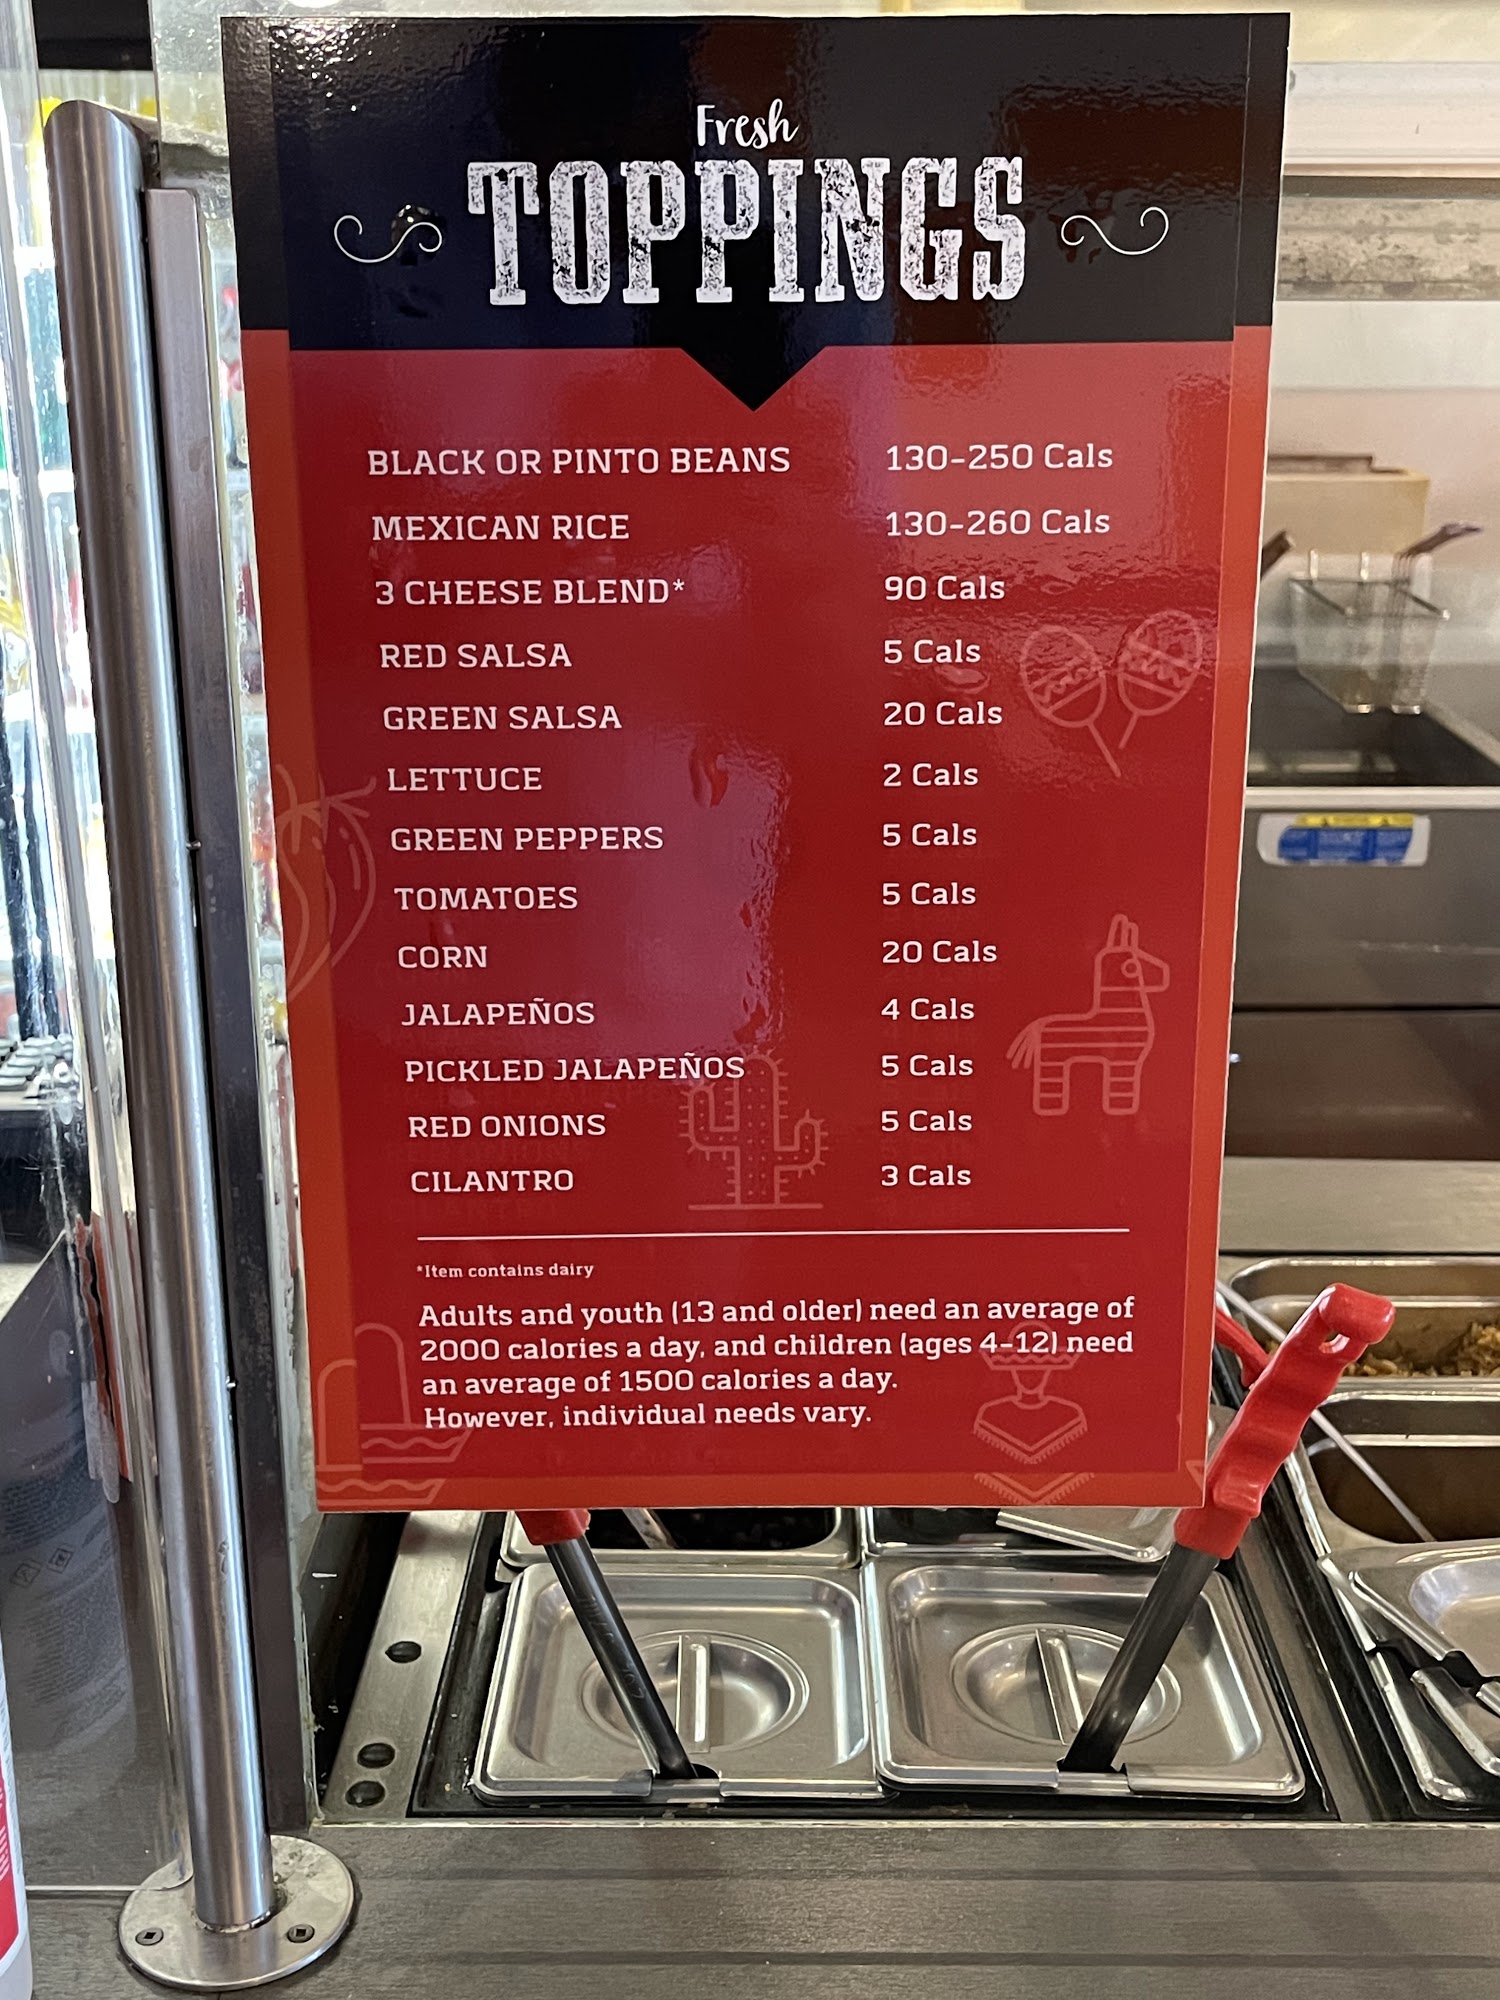 Fresh
TOPPINGS
BLACK OR PINTO BEANS 130-250 Cals
MEXICAN RICE 130-260 Cals
3 CHEESE BLEND* 90 Cals
RED SALSA 5 Cals
GREEN SALSA 20 Cals
LETTUCE 2 Cals
GREEN PEPPERS 5 Cals
TOMATOES 5 Cals
CORN 20 Cals
JALAPEÑOS 4 Cals
PICKLED JALAPEÑOS 5 Cals
RED ONIONS 5 Cals
CILANTRO 3 Cals
*Item contains dairy
Adults and youth (13 and older) need an average of
2000 calories a day, and children (ages 4-12) need
an average of 1500 calories a day.
However, individual needs vary.